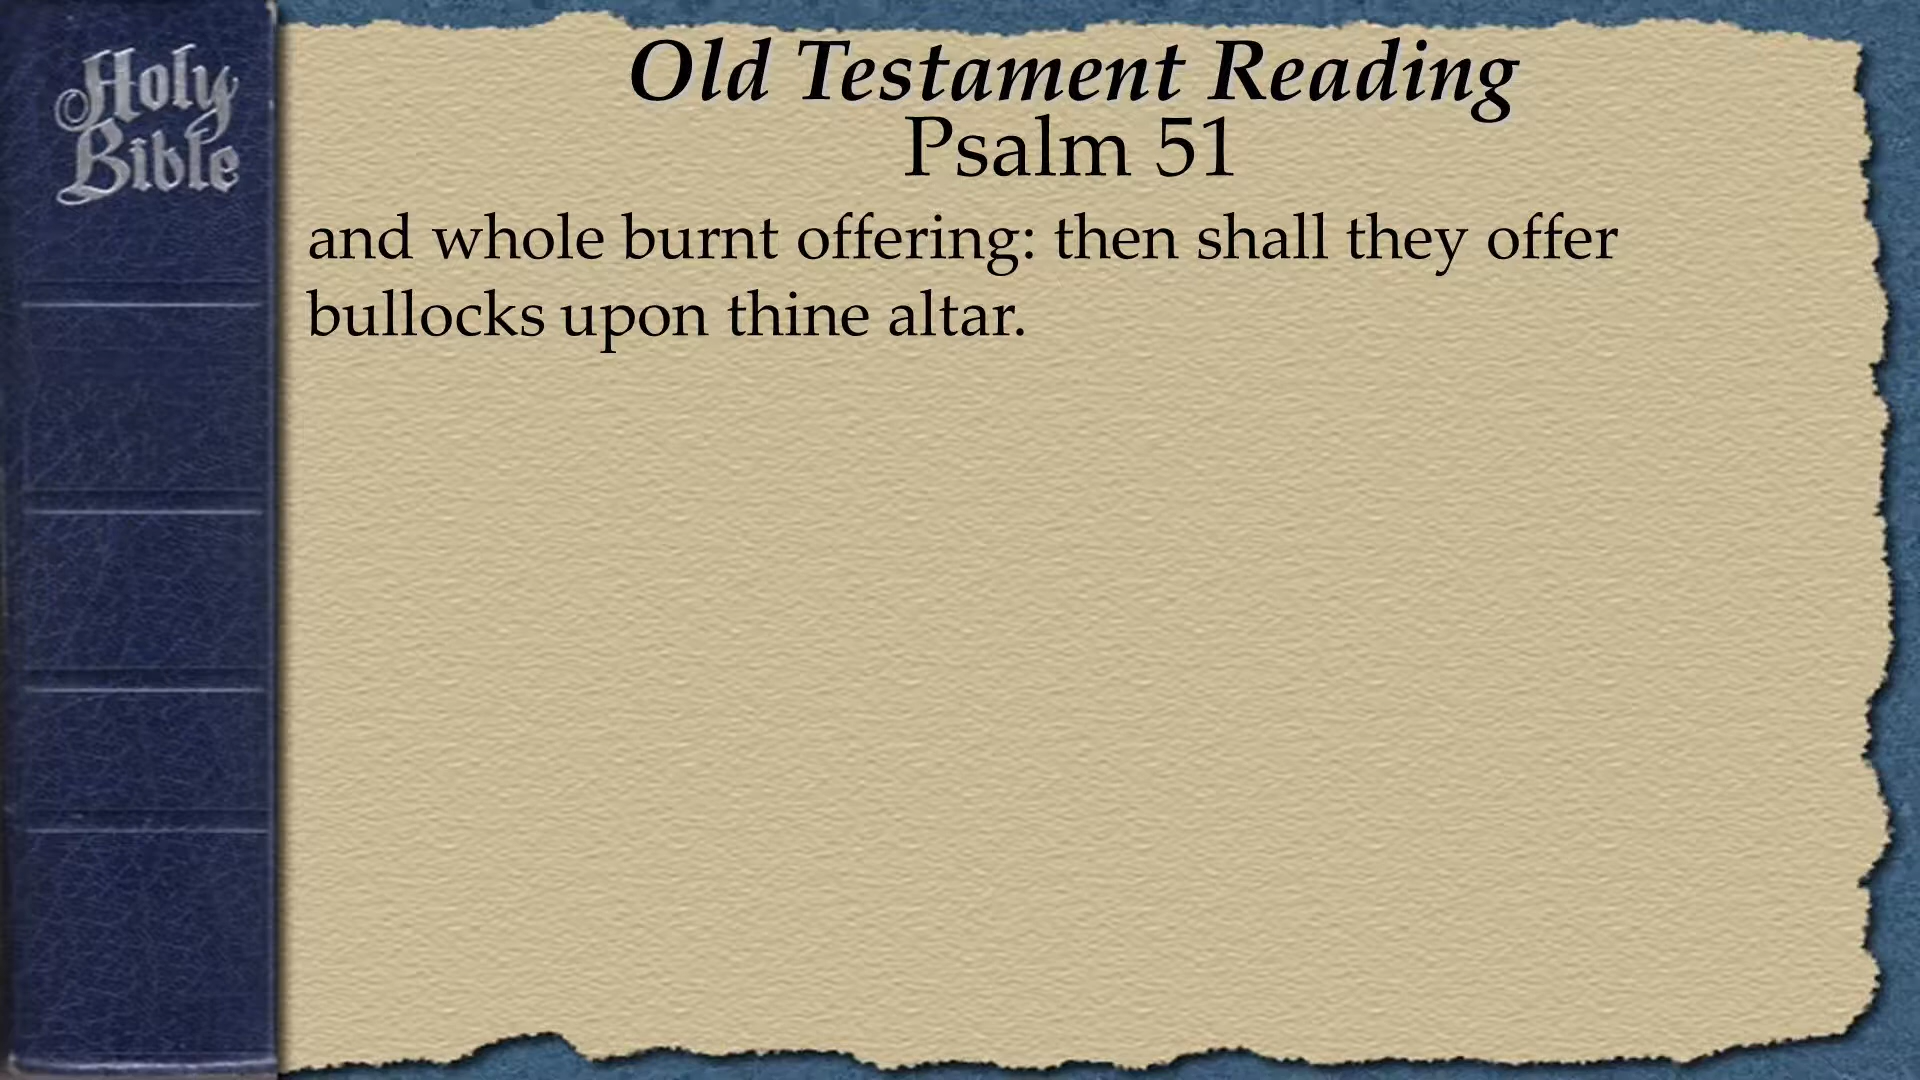 Holy
Bible
Old Testament Reading
Psalm 51
and whole burnt offering: then shall they offer
bullocks upon thine altar.